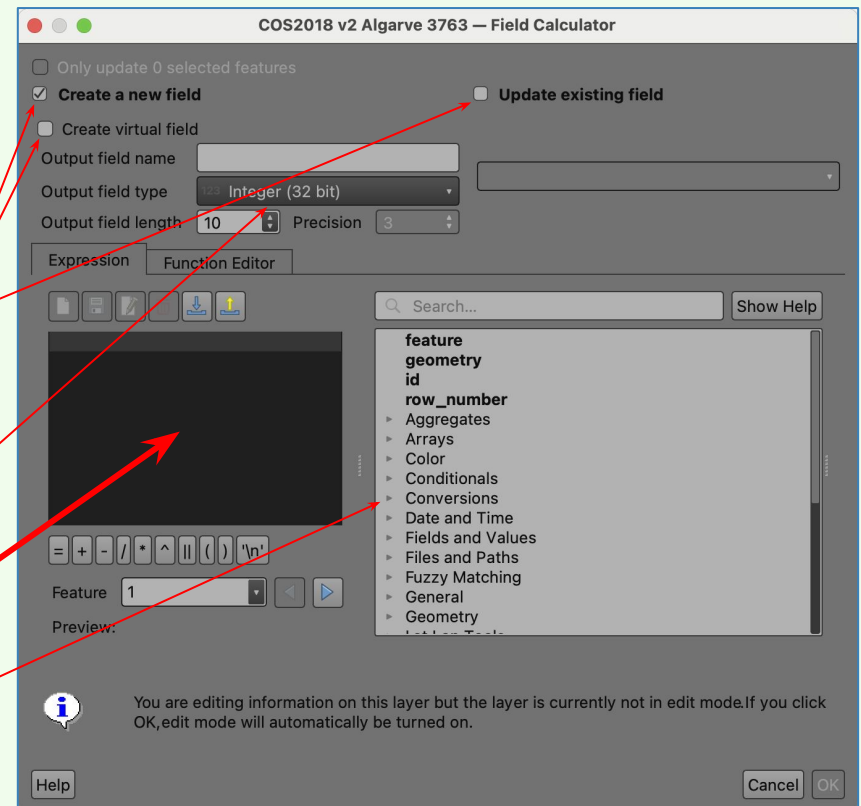 COS2018 v2 Algarve 3763 — Field Calculator
Only update 0 selected features
Create a new field
Update existing field
Create virtual field
Output field name
Output field type 123 Integer (32 bit)
Output field length 10 Precision 3
Expression Function Editor
Search... Show Help
feature
geometry
id
row_number
Aggregates
Arrays
Color
Conditionals
Conversions
Date and Time
Fields and Values
Files and Paths
Fuzzy Matching
General
Geometry
= + - / * ^ || ( ) '\n'
Feature 1
Preview:
You are editing information on this layer but the layer is currently not in edit mode.If you click
OK,edit mode will automatically be turned on.
Help Cancel OK